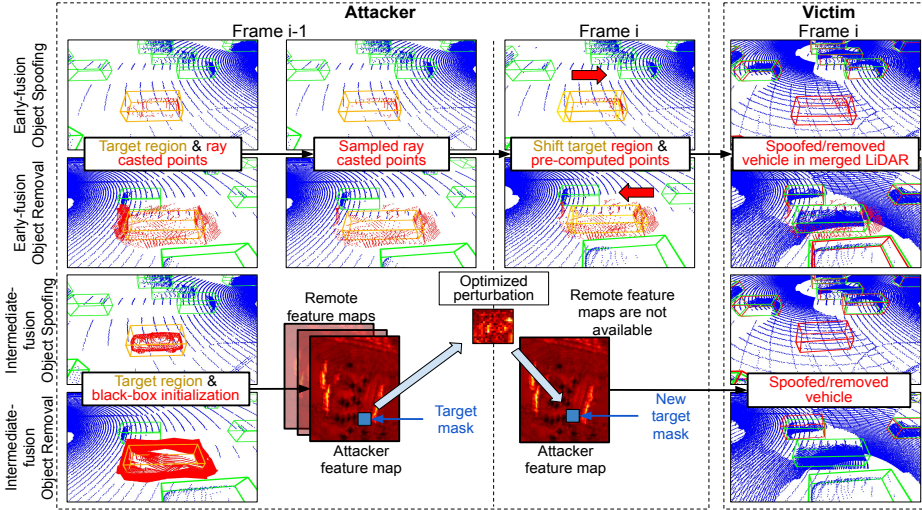 Attacker
Victim
Frame i-1
Frame i
Frame i
Early-fusion
Object Spoofing
Target region & ray
casted points
Sampled ray
casted points
Shift target region &
pre-computed points
Spoofed/removed
vehicle in merged LiDAR
Early-fusion
Object Removal
Intermediate-
fusion
Object Spoofing
Remote
feature maps
Optimized
perturbation
Remote feature
maps are not
available
Target region &
black-box initialization
Target
mask
New
target
mask
Spoofed/removed
vehicle
Intermediate-
fusion
Object Removal
Attacker
feature map
Attacker
feature map